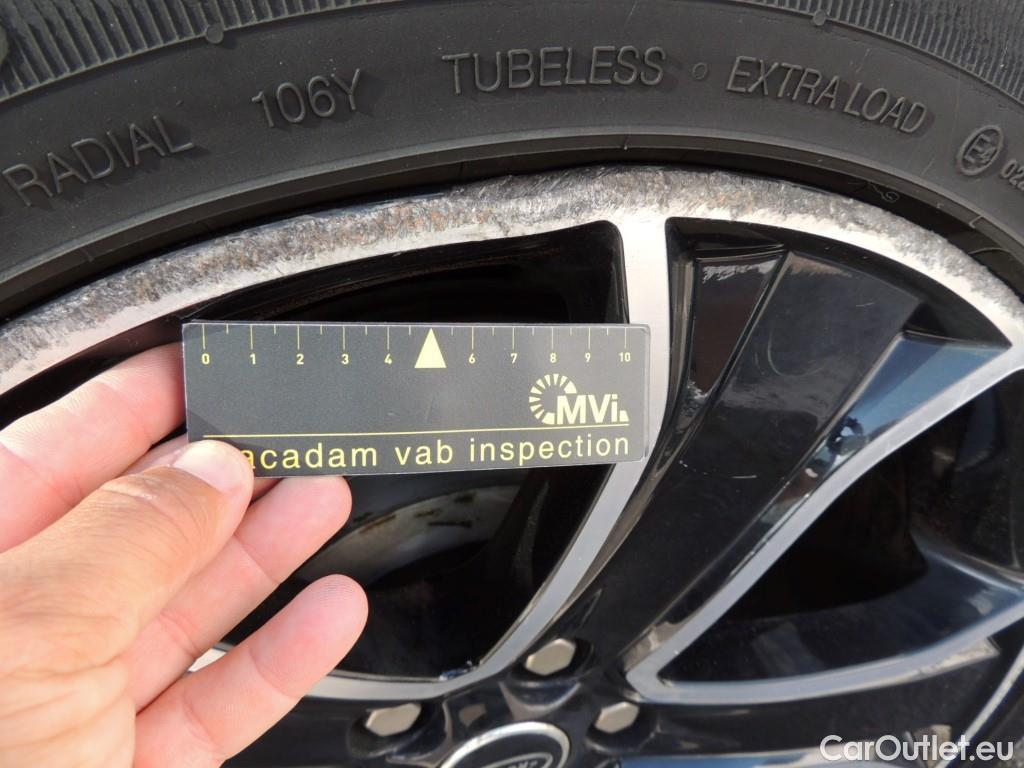 RADIAL 106Y TUBELESS EXTRA LOAD E4
0 1 2 3 4 6 7 8 9 10
MVi
acadam vab inspection
CarOutlet.eu